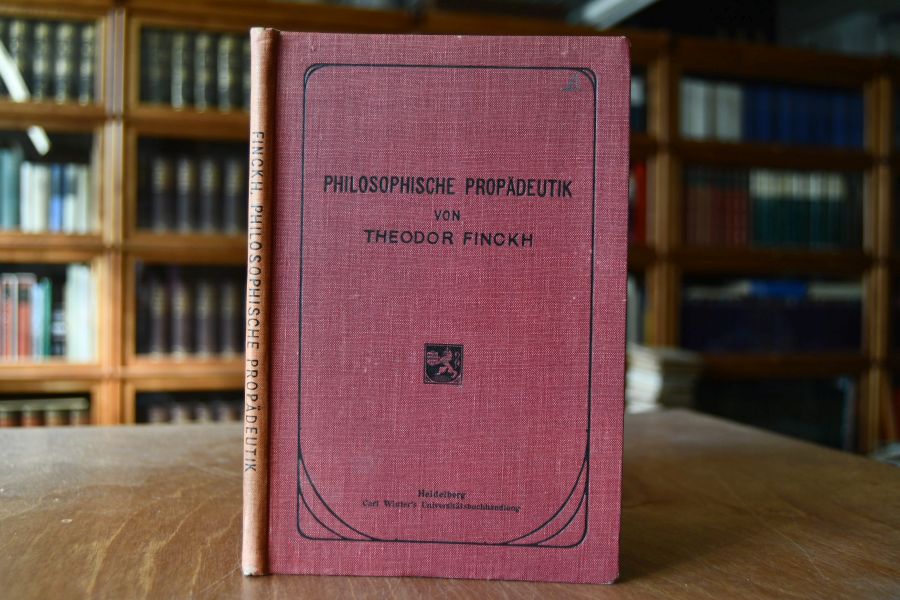 FINCKH, PHILOSOPHISCHE PROPÄDEUTIK
PHILOSOPHISCHE PROPÄDEUTIK
VON
THEODOR FINCKH
Heidelberg
Carl Winter's Universitätsbuchhandlung